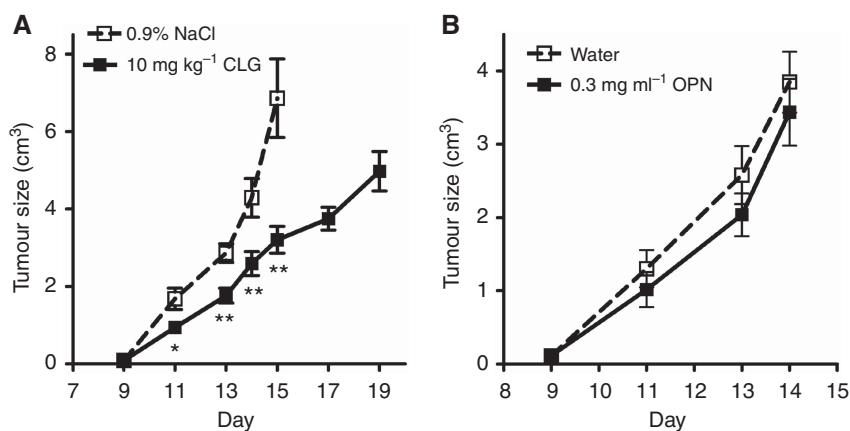 A
0.9% NaCl
10 mg kg⁻¹ CLG
Tumour size (cm³)
8
6
4
2
0
*
**
**
**
7 9 11 13 15 17 19
Day
B
Water
0.3 mg ml⁻¹ OPN
Tumour size (cm³)
4
3
2
1
0
8 9 10 11 12 13 14 15
Day